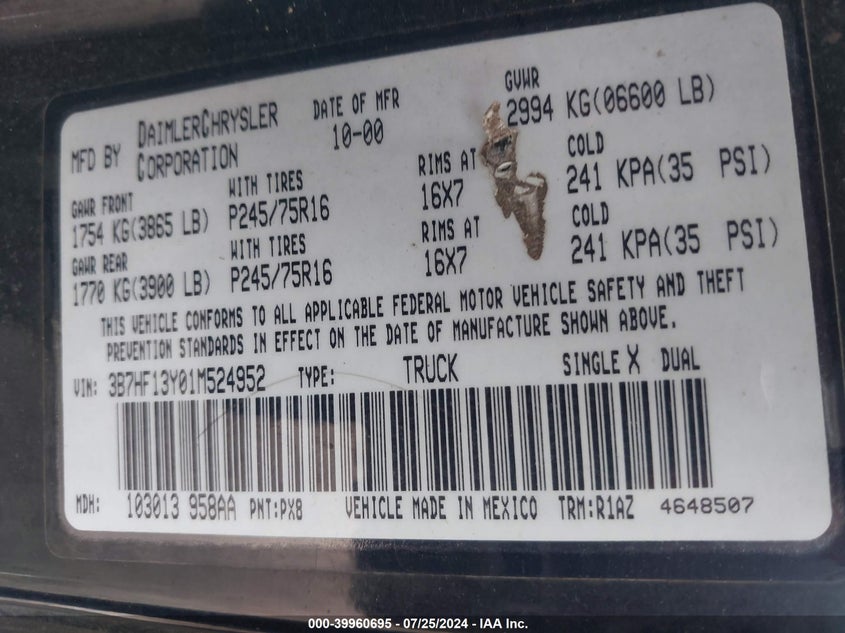 MFD BY DAIMLERCHRYSLER CORPORATION DATE OF MFR 10-00 GVWR 2994 KG(06600 LB)
GAWR FRONT WITH TIRES RIMS AT COLD
1754 KG(3865 LB) P245/75R16 16X7 241 KPA(35 PSI)
GAWR REAR WITH TIRES RIMS AT COLD
1770 KG(3900 LB) P245/75R16 16X7 241 KPA(35 PSI)
THIS VEHICLE CONFORMS TO ALL APPLICABLE FEDERAL MOTOR VEHICLE SAFETY AND THEFT
PREVENTION STANDARDS IN EFFECT ON THE DATE OF MANUFACTURE SHOWN ABOVE.
VIN: 3B7HF13Y01M524952 TYPE: TRUCK SINGLE X DUAL
MDH: 103013 958AA PNT:PX8 VEHICLE MADE IN MEXICO TRM:R1AZ 4648507
000-39960695 - 07/25/2024 - IAA Inc.